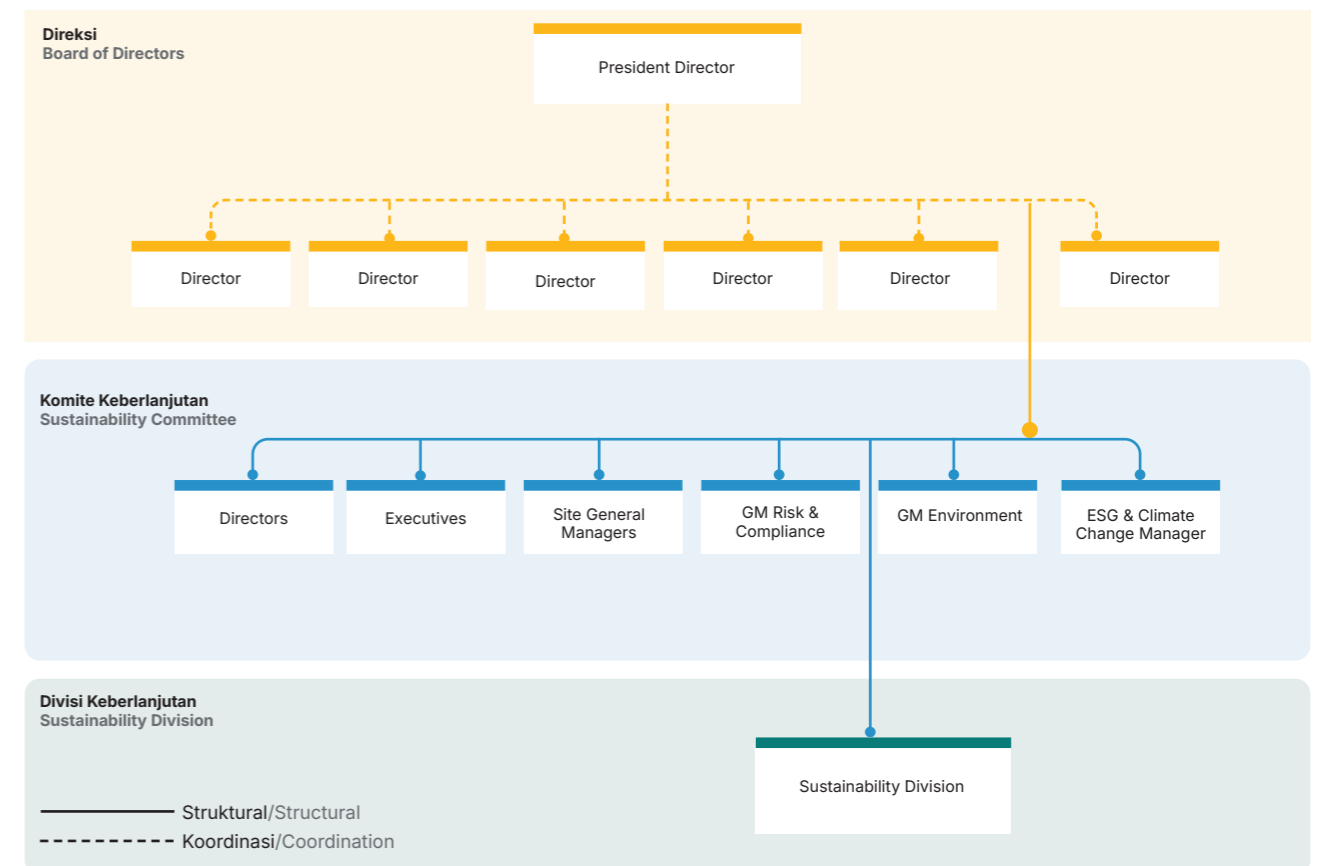 Direksi
Board of Directors
President Director
Director
Director
Director
Director
Director
Director
Komite Keberlanjutan
Sustainability Committee
Directors
Executives
Site General
Managers
GM Risk &
Compliance
GM Environment
ESG & Climate
Change Manager
Divisi Keberlanjutan
Sustainability Division
Sustainability Division
Struktural/Structural
Koordinasi/Coordination